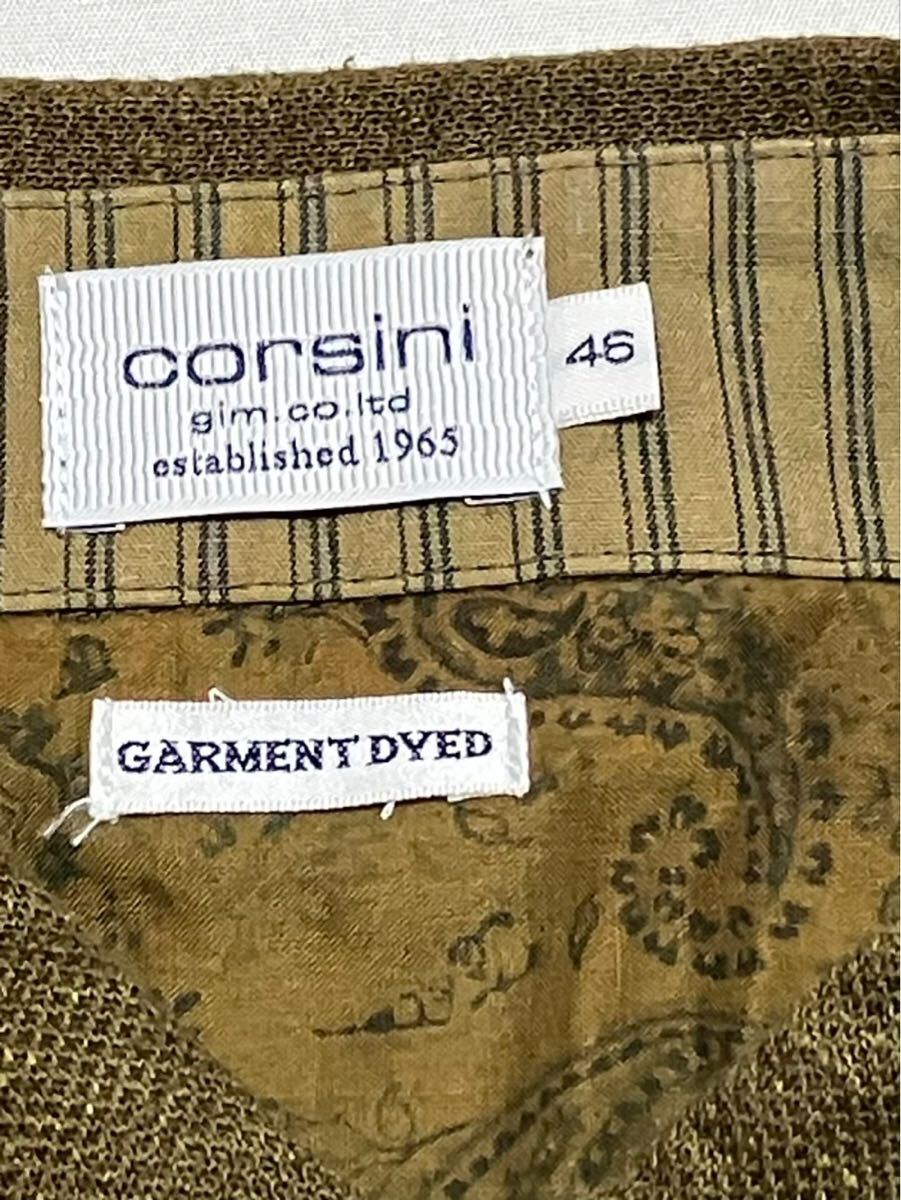 corsini
gim.co.ltd
established 1965
46
GARMENT DYED